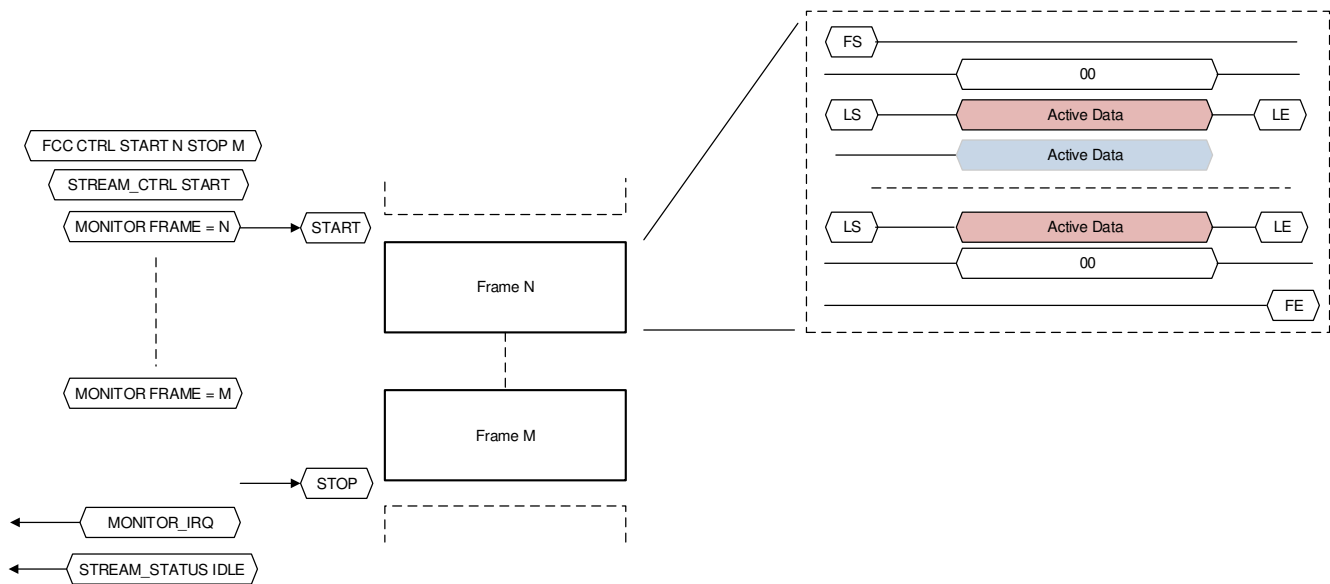 FCC CTRL START N STOP M
STREAM_CTRL START
MONITOR FRAME = N
START
Frame N
MONITOR FRAME = M
Frame M
STOP
MONITOR_IRQ
STREAM_STATUS IDLE
FS
00
LS Active Data LE
Active Data
LS Active Data LE
00
FE